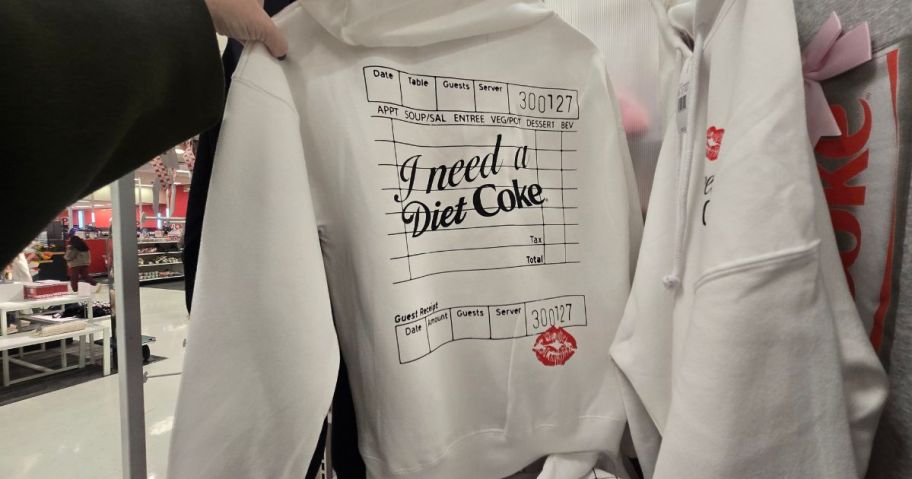 Date Table Guests Server 300127
APPT SOUP/SAL ENTREE VEG/POT DESSERT BEV
I need a
Diet Coke
Tax
Total
Guest Receipt
Date Amount Guests Server 300127